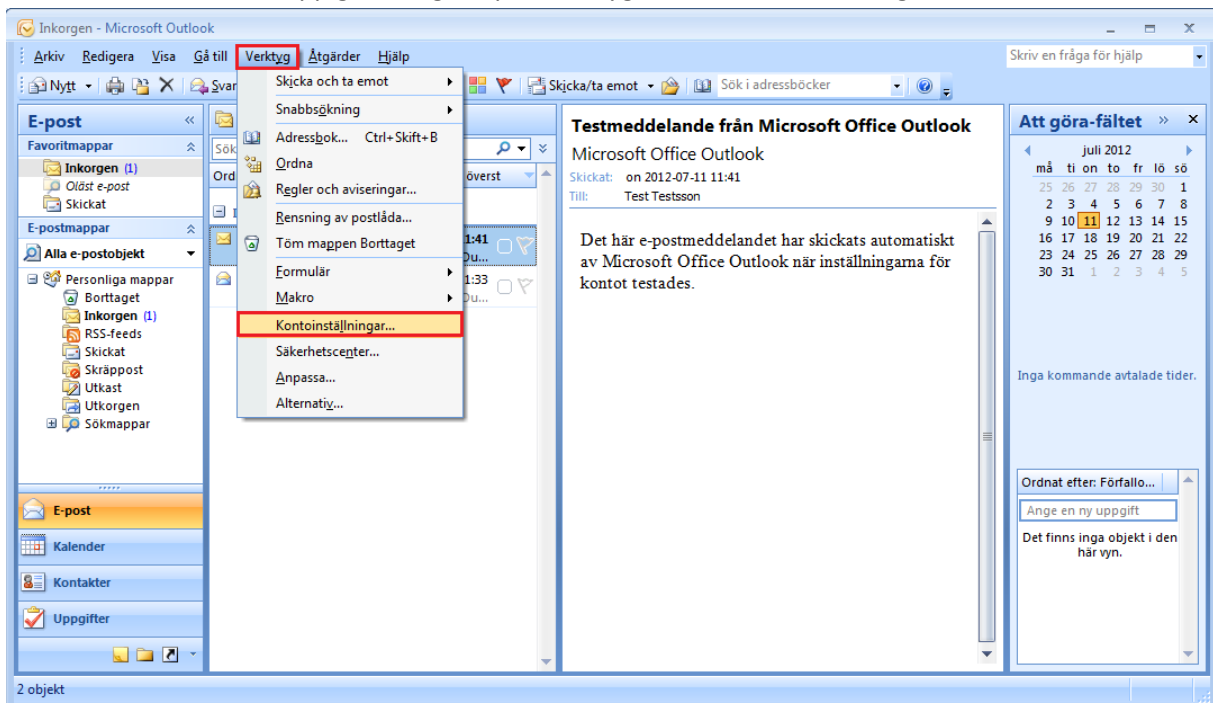 Inkorgen - Microsoft Outlook
Arkiv Redigera Visa Gå till Verktyg Åtgärder Hjälp
Skriv en fråga för hjälp
Nytt Svar Skicka/ta emot Sök i adressböcker
E-post
Favoritmappar
Inkorgen (1)
Oläst e-post
Skickat
E-postmappar
Alla e-postobjekt
Personliga mappar
Borttaget
Inkorgen (1)
RSS-feeds
Skickat
Skräppost
Utkast
Utkorgen
Sökmappar
E-post
Kalender
Kontakter
Uppgifter
Sök
Ord överst
1:41
Du...
1:33
Du...
Skicka och ta emot
Snabbsökning
Adressbok... Ctrl+Skift+B
Ordna
Regler och aviseringar...
Rensning av postlåda...
Töm mappen Borttaget
Formulär
Makro
Kontoinställningar...
Säkerhetscenter...
Anpassa...
Alternativ...
Testmeddelande från Microsoft Office Outlook
Microsoft Office Outlook
Skickat: on 2012-07-11 11:41
Till: Test Testsson
Det här e-postmeddelandet har skickats automatiskt
av Microsoft Office Outlook när inställningarna för
kontot testades.
Att göra-fältet
juli 2012
må ti on to fr lö sö
25 26 27 28 29 30 1
2 3 4 5 6 7 8
9 10 11 12 13 14 15
16 17 18 19 20 21 22
23 24 25 26 27 28 29
30 31 1 2 3 4 5
Inga kommande avtalade tider.
Ordnat efter: Förfallo...
Ange en ny uppgift
Det finns inga objekt i den
här vyn.
2 objekt